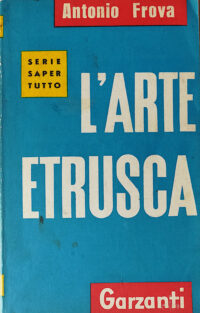 Antonio Frova
SERIE
SAPER
TUTTO
L'ARTE
ETRUSCA
Garzanti